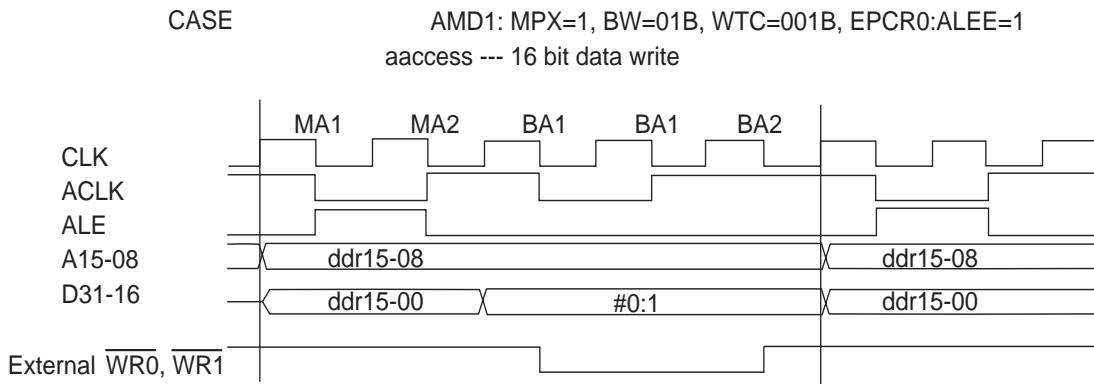 CASE AMD1: MPX=1, BW=01B, WTC=001B, EPCR0:ALEE=1
aaccess --- 16 bit data write
MA1 MA2 BA1 BA1 BA2
CLK
ACLK
ALE
A15-08 ddr15-08 ddr15-08
D31-16 ddr15-00 #0:1 ddr15-00
External WR0, WR1